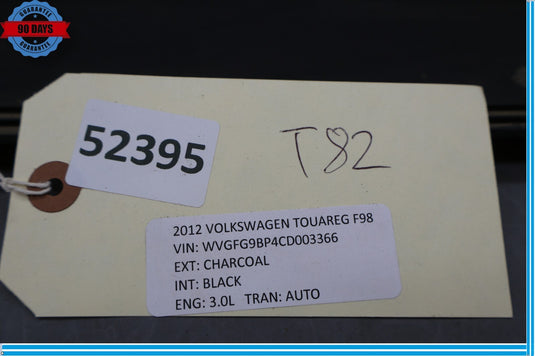 GUARANTEE
90 DAYS
GUARANTEE
52395
T82
2012 VOLKSWAGEN TOUAREG F98
VIN: WVGFG9BP4CD003366
EXT: CHARCOAL
INT: BLACK
ENG: 3.0L TRAN: AUTO